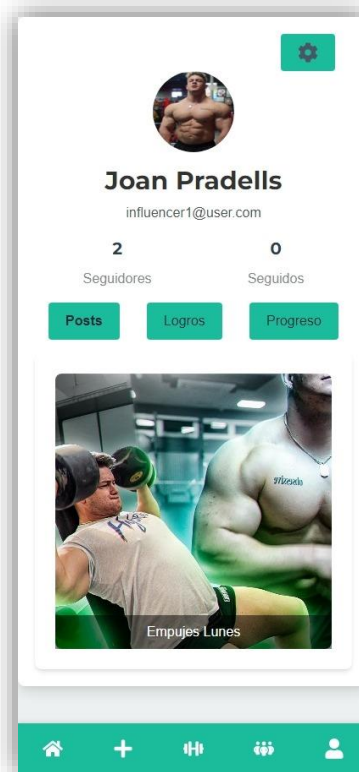 Joan Pradells
influencer1@user.com
2 0
Seguidores Seguidos
Posts Logros Progreso
Empujes Lunes